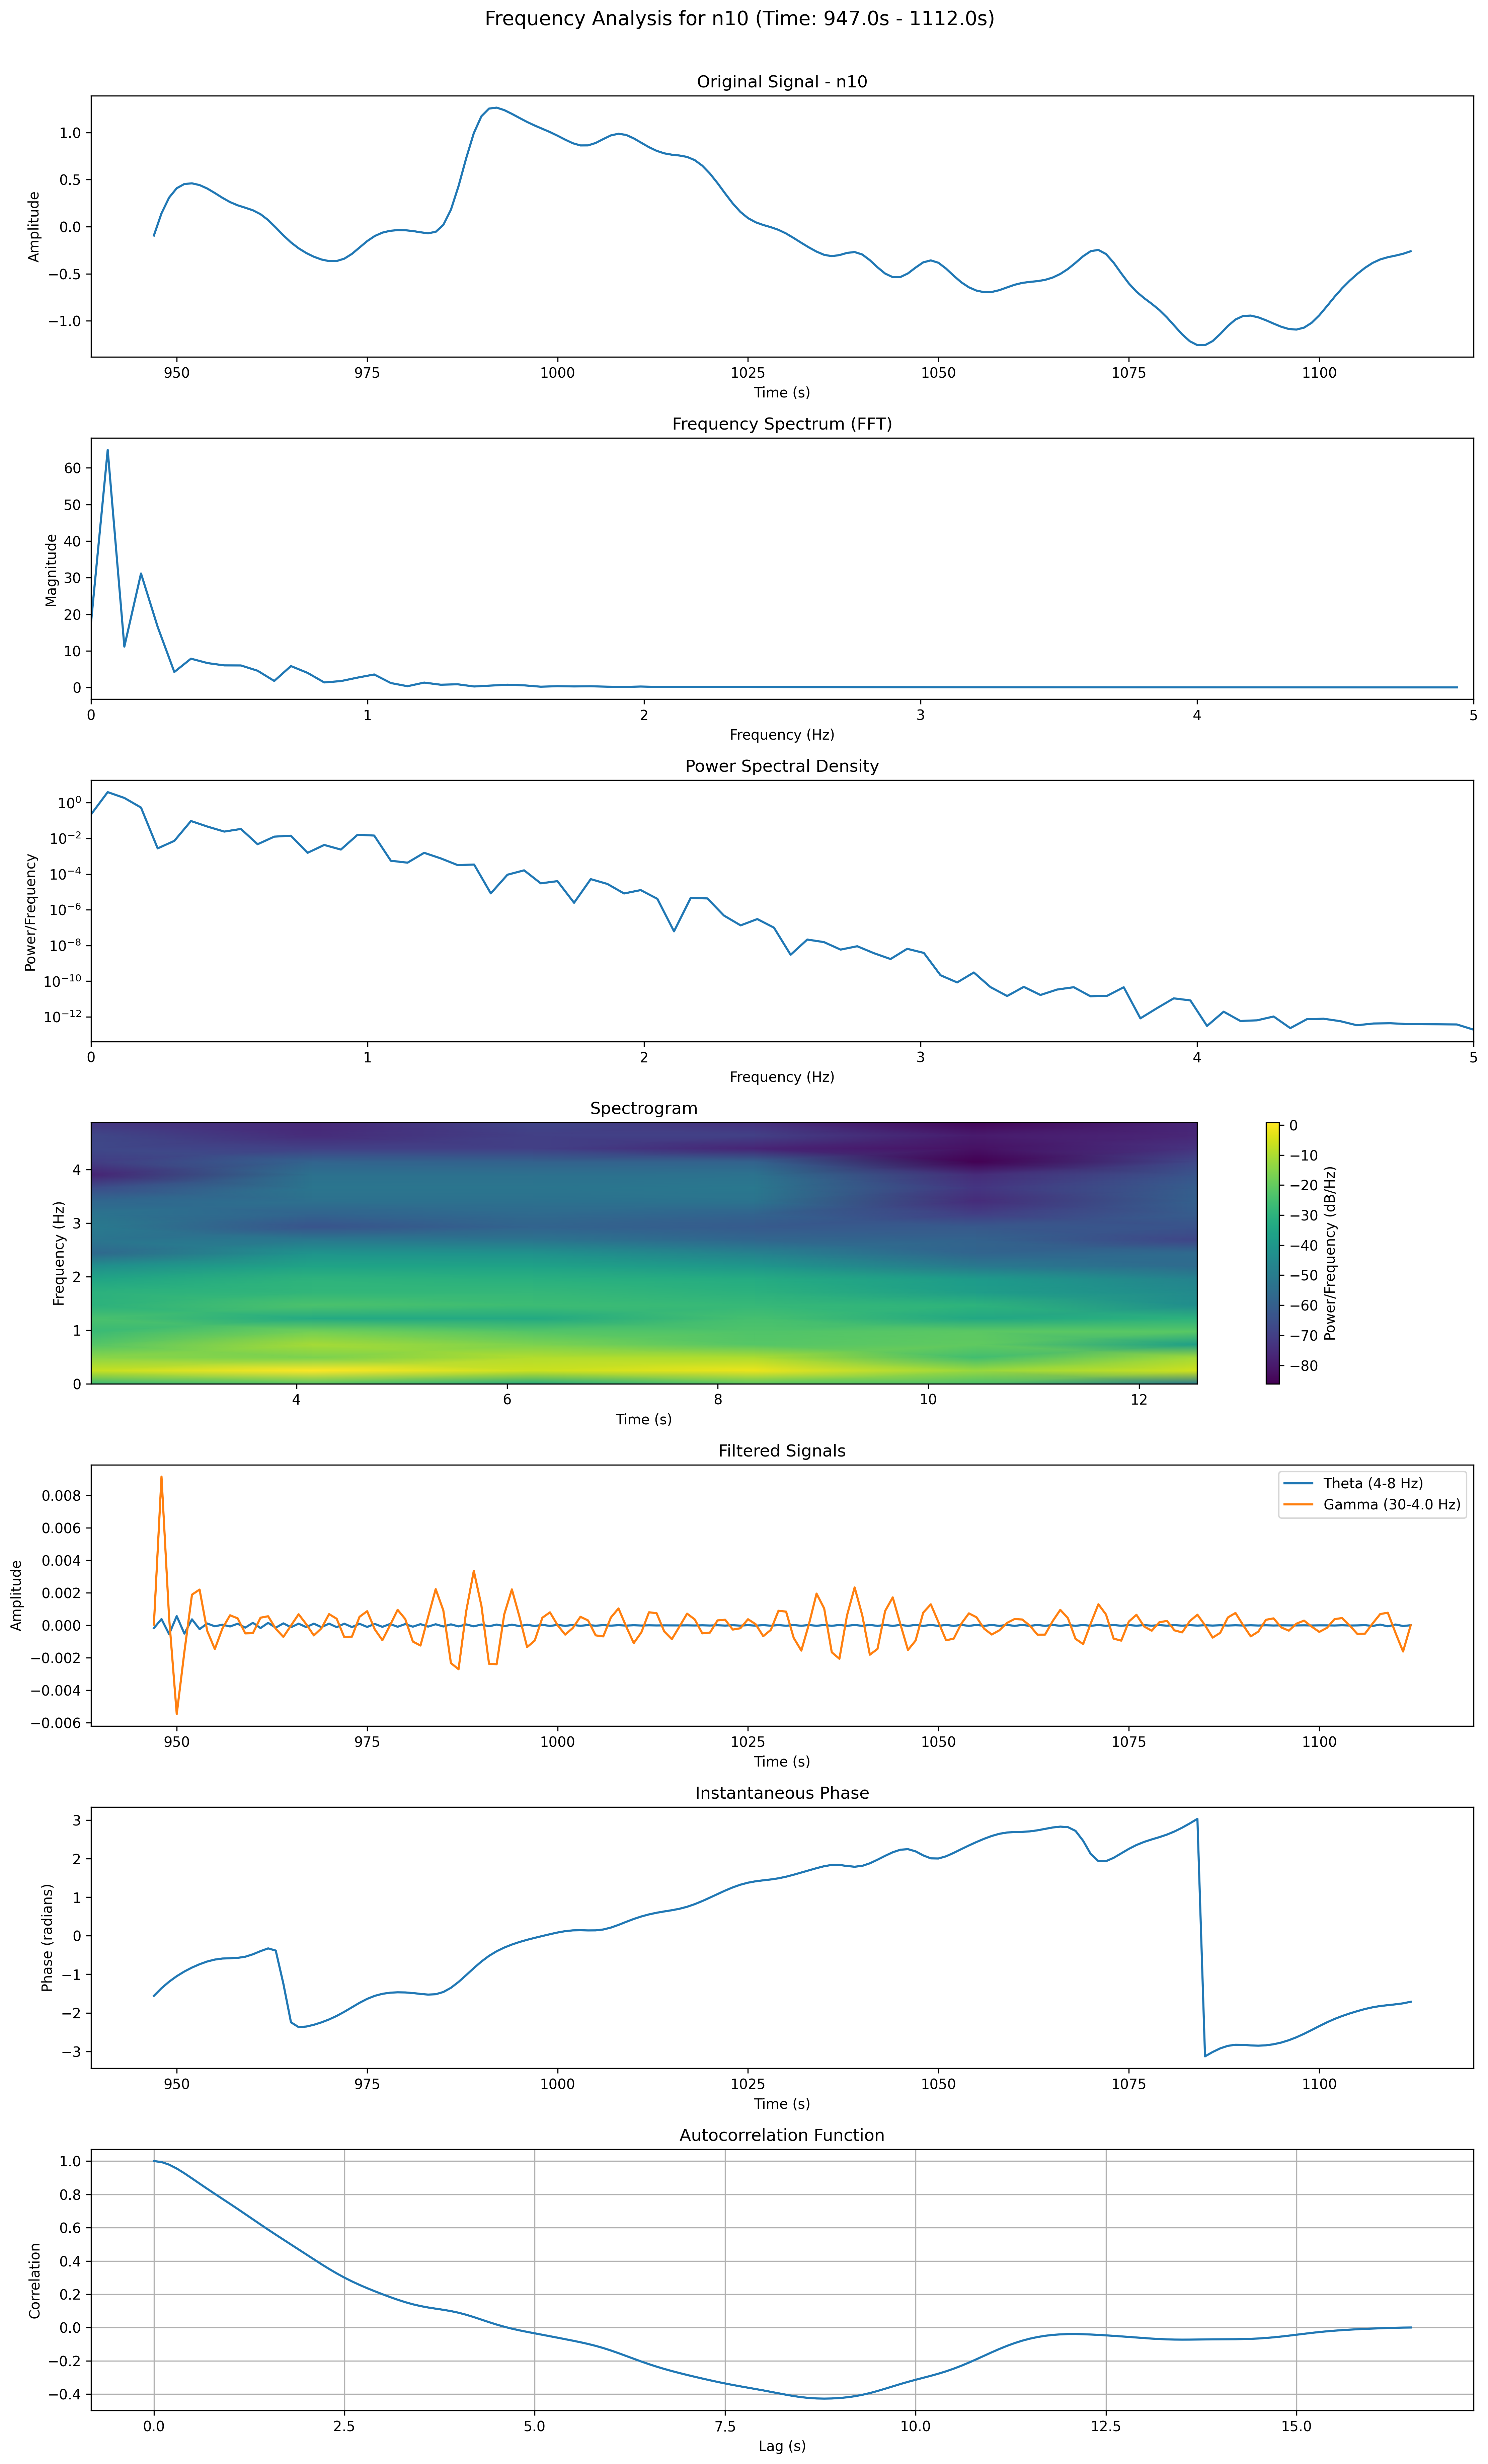 Frequency Analysis for n10 (Time: 947.0s - 1112.0s)
Original Signal - n10
Amplitude
1.0
0.5
0.0
−0.5
−1.0
950 975 1000 1025 1050 1075 1100
Time (s)
Frequency Spectrum (FFT)
Magnitude
60
50
40
30
20
10
0
0 1 2 3 4 5
Frequency (Hz)
Power Spectral Density
Power/Frequency
10⁰
10⁻²
10⁻⁴
10⁻⁶
10⁻⁸
10⁻¹⁰
10⁻¹²
0 1 2 3 4 5
Frequency (Hz)
Spectrogram
Frequency (Hz)
4
3
2
1
0
4 6 8 10 12
Time (s)
0
−10
−20
−30
−40
−50
−60
−70
−80
Power/Frequency (dB/Hz)
Filtered Signals
Amplitude
0.008
0.006
0.004
0.002
0.000
−0.002
−0.004
−0.006
Theta (4-8 Hz)
Gamma (30-4.0 Hz)
950 975 1000 1025 1050 1075 1100
Time (s)
Instantaneous Phase
Phase (radians)
3
2
1
0
−1
−2
−3
950 975 1000 1025 1050 1075 1100
Time (s)
Autocorrelation Function
Correlation
1.0
0.8
0.6
0.4
0.2
0.0
−0.2
−0.4
0.0 2.5 5.0 7.5 10.0 12.5 15.0
Lag (s)